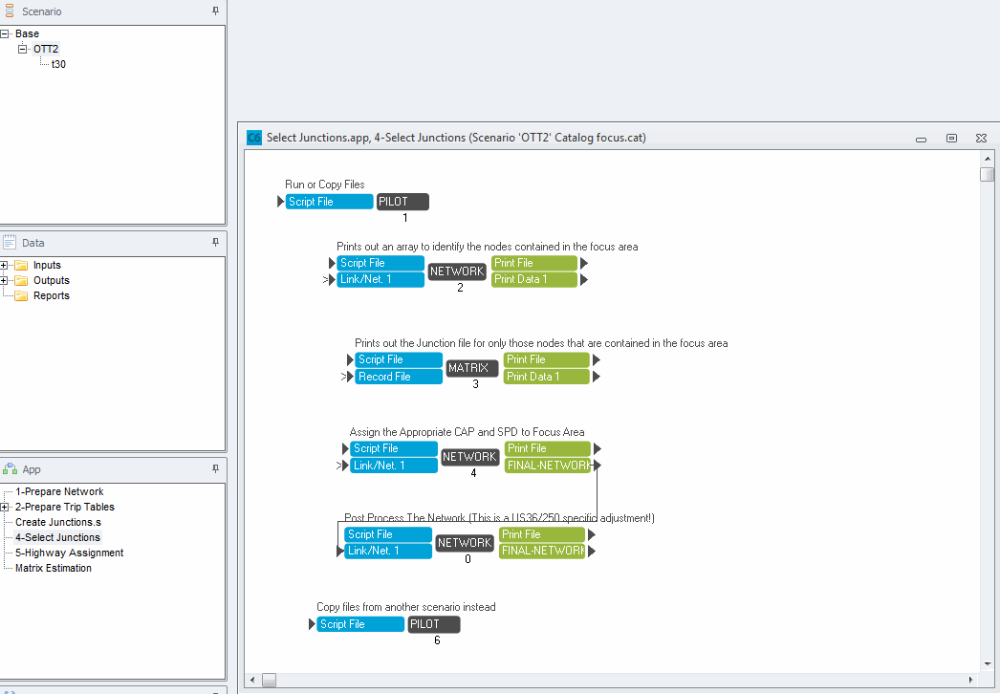 Scenario
Base
OTT2
t30
Data
Inputs
Outputs
Reports
App
1-Prepare Network
2-Prepare Trip Tables
Create Junctions.s
4-Select Junctions
5-Highway Assignment
Matrix Estimation
C6 Select Junctions.app, 4-Select Junctions (Scenario 'OTT2' Catalog focus.cat)
Run or Copy Files
Script File PILOT
1
Prints out an array to identify the nodes contained in the focus area
Script File NETWORK Print File
Link/Net. 1 Print Data 1
2
Prints out the Junction file for only those nodes that are contained in the focus area
Script File MATRIX Print File
Record File Print Data 1
3
Assign the Appropriate CAP and SPD to Focus Area
Script File NETWORK Print File
Link/Net. 1 FINAL-NETWORK
4
Post Process The Network (This is a US36/250 specific adjustment!)
Script File NETWORK Print File
Link/Net. 1 FINAL-NETWORK
0
Copy files from another scenario instead
Script File PILOT
6